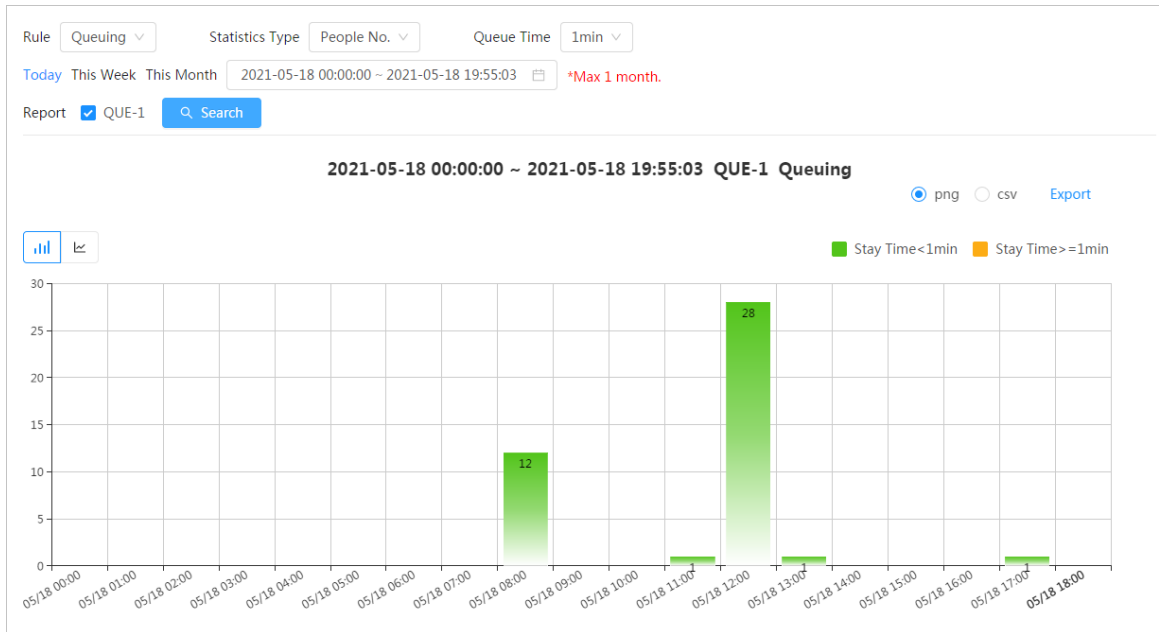 Rule Queuing Statistics Type People No. Queue Time 1min
Today This Week This Month 2021-05-18 00:00:00 ~ 2021-05-18 19:55:03 *Max 1 month.
Report QUE-1 Search
2021-05-18 00:00:00 ~ 2021-05-18 19:55:03 QUE-1 Queuing
png csv Export
Stay Time<1min Stay Time>=1min
30
28
25
20
15
12
10
5
0
1 1 1
05/18 00:00 05/18 01:00 05/18 02:00 05/18 03:00 05/18 04:00 05/18 05:00 05/18 06:00 05/18 07:00 05/18 08:00 05/18 09:00 05/18 10:00 05/18 11:00 05/18 12:00 05/18 13:00 05/18 14:00 05/18 15:00 05/18 16:00 05/18 17:00 05/18 18:00